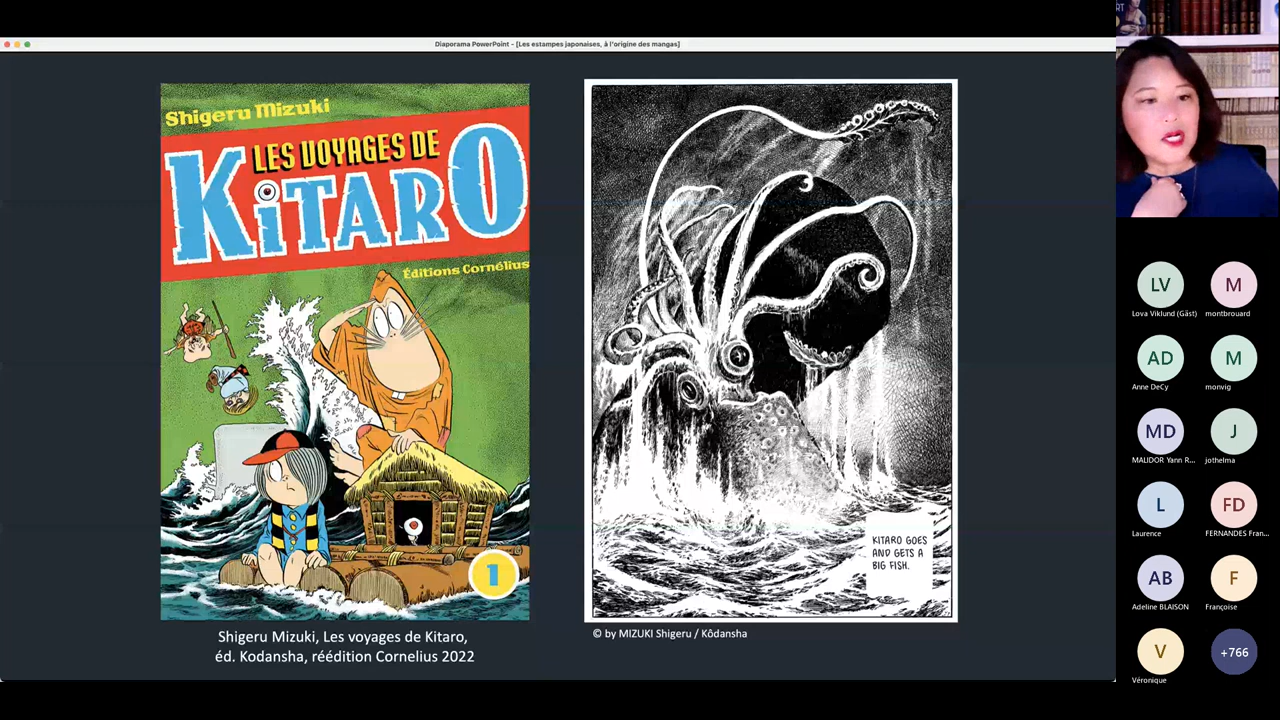 Diaporama PowerPoint - [Les estampes japonaises, à l'origine des mangas]
Shigeru Mizuki
LES VOYAGES DE
KiTARO
Éditions Cornélius
1
KITARO GOES
AND GETS A
BIG FISH.
Shigeru Mizuki, Les voyages de Kitaro,
éd. Kodansha, réédition Cornelius 2022
© by MIZUKI Shigeru / Kôdansha
LV
M
Lova Viklund (Gäst)
montbrouard
AD
M
Anne DeCy
monvig
MD
J
MALIDOR Yann R...
jothelma
L
FD
Laurence
FERNANDES Fran...
AB
F
Adeline BLAISON
Françoise
V
+766
Véronique